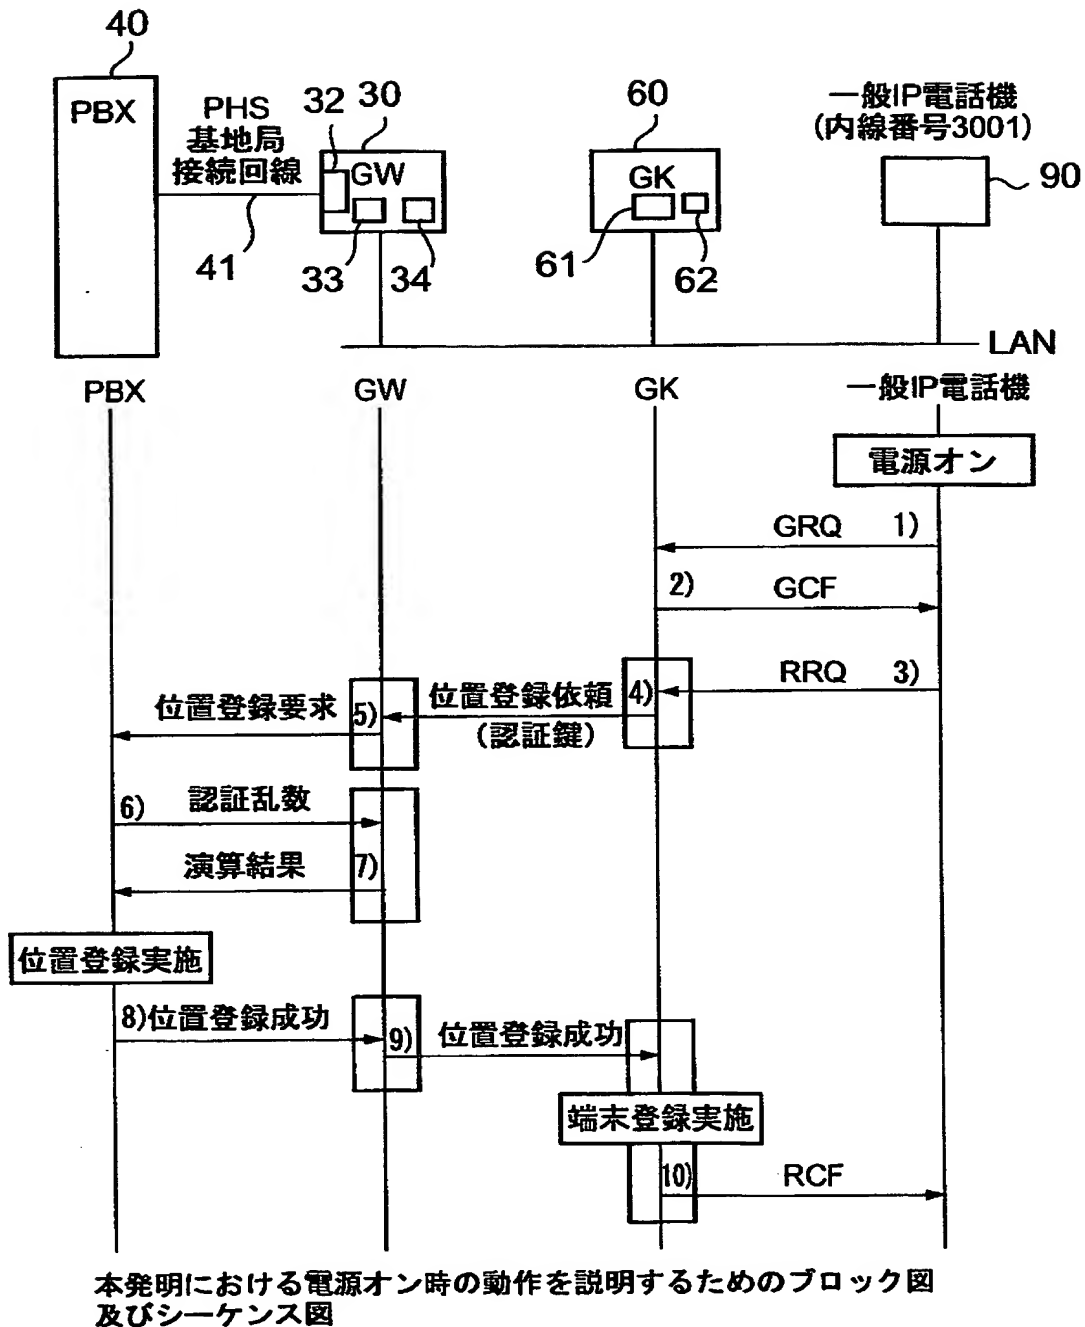 40
PBX
PHS
基地局
接続回線
41
32
30
GW
33
34
60
GK
61
62
一般IP電話機
(内線番号3001)
90
LAN
PBX
GW
GK
一般IP電話機
電源オン
GRQ 1)
2) GCF
RRQ 3)
4)
位置登録依頼
(認証鍵)
5)
位置登録要求
6) 認証乱数
演算結果 7)
位置登録実施
8)位置登録成功
9) 位置登録成功
端末登録実施
10) RCF
本発明における電源オン時の動作を説明するためのブロック図
及びシーケンス図